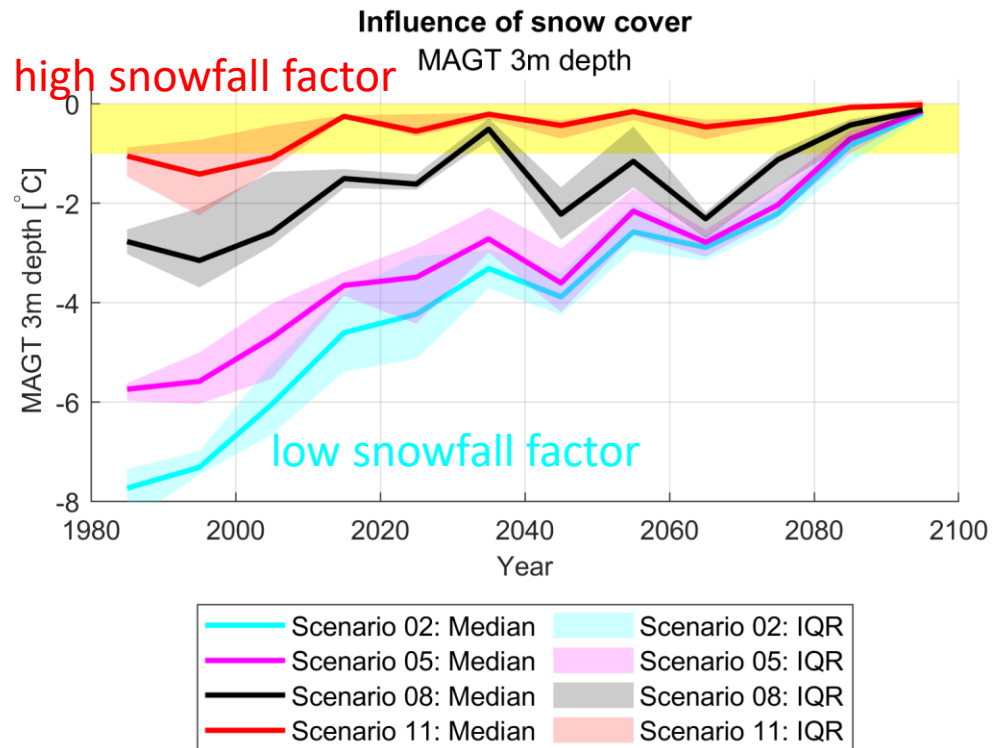 Influence of snow cover
MAGT 3m depth
high snowfall factor
MAGT 3m depth [°C]
0
-2
-4
-6
-8
low snowfall factor
1980 2000 2020 2040 2060 2080 2100
Year
Scenario 02: Median Scenario 02: IQR
Scenario 05: Median Scenario 05: IQR
Scenario 08: Median Scenario 08: IQR
Scenario 11: Median Scenario 11: IQR